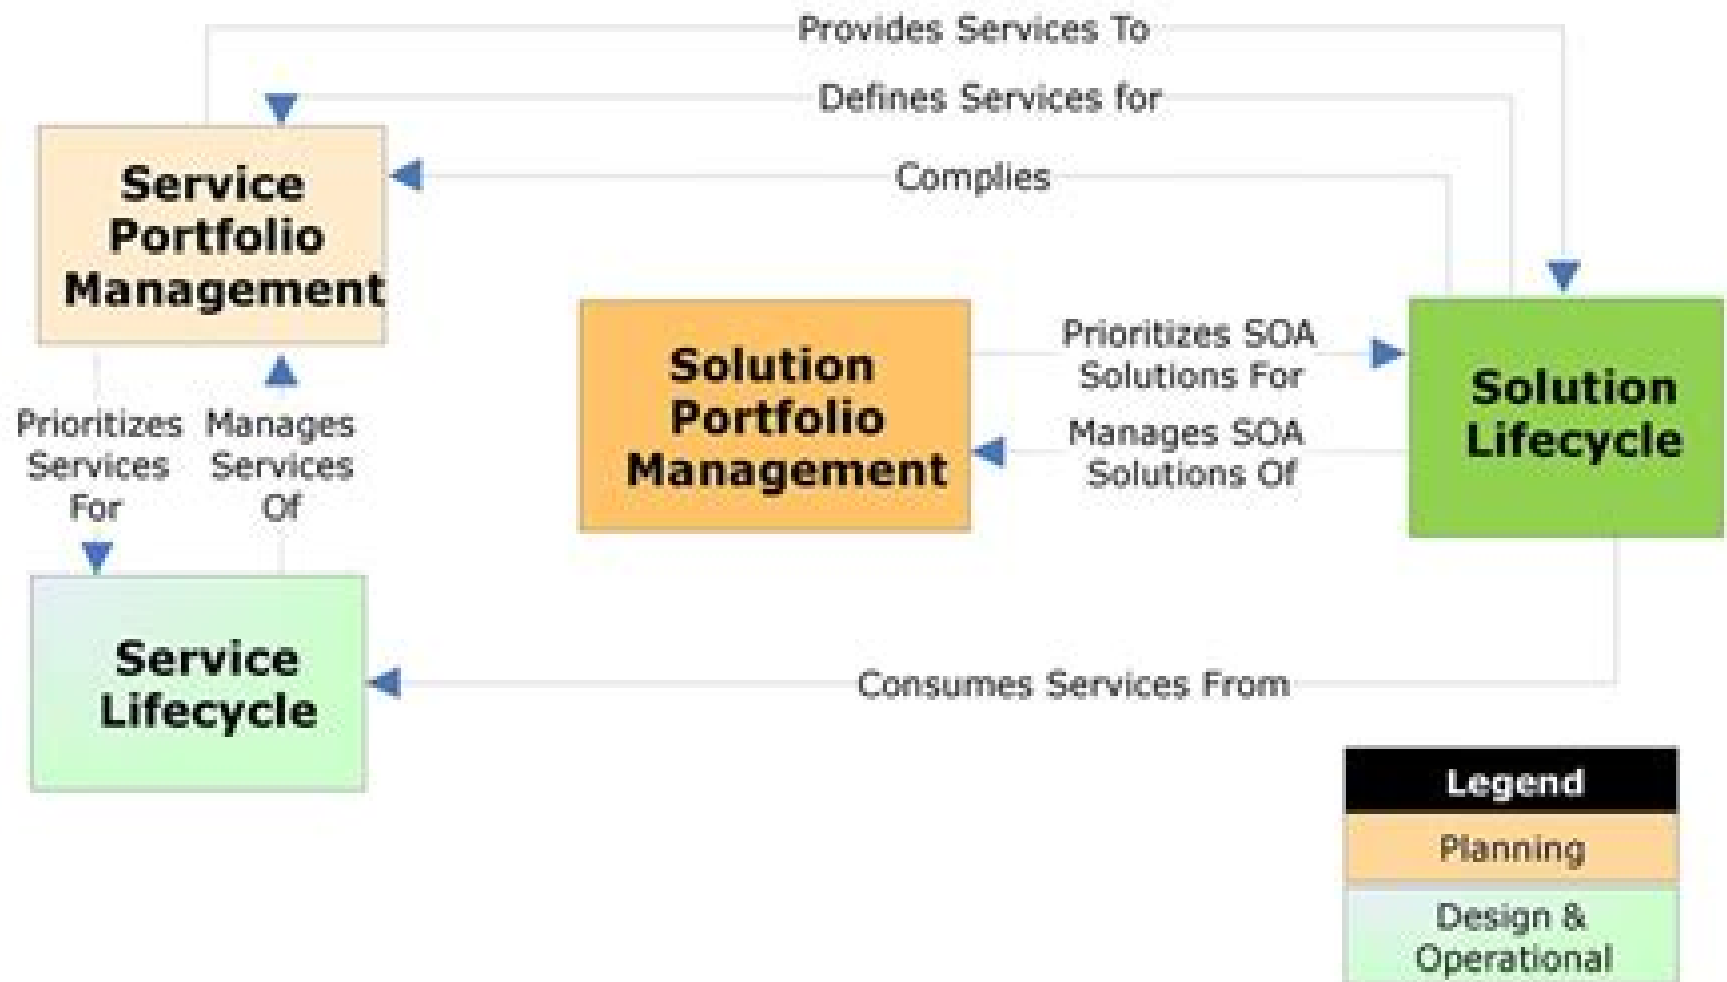 Provides Services To
Defines Services for
Complies
Service
Portfolio
Management
Solution
Portfolio
Management
Prioritizes SOA
Solutions For
Manages SOA
Solutions Of
Solution
Lifecycle
Prioritizes
Services
For
Manages
Services
Of
Service
Lifecycle
Consumes Services From
Legend
Planning
Design &
Operational